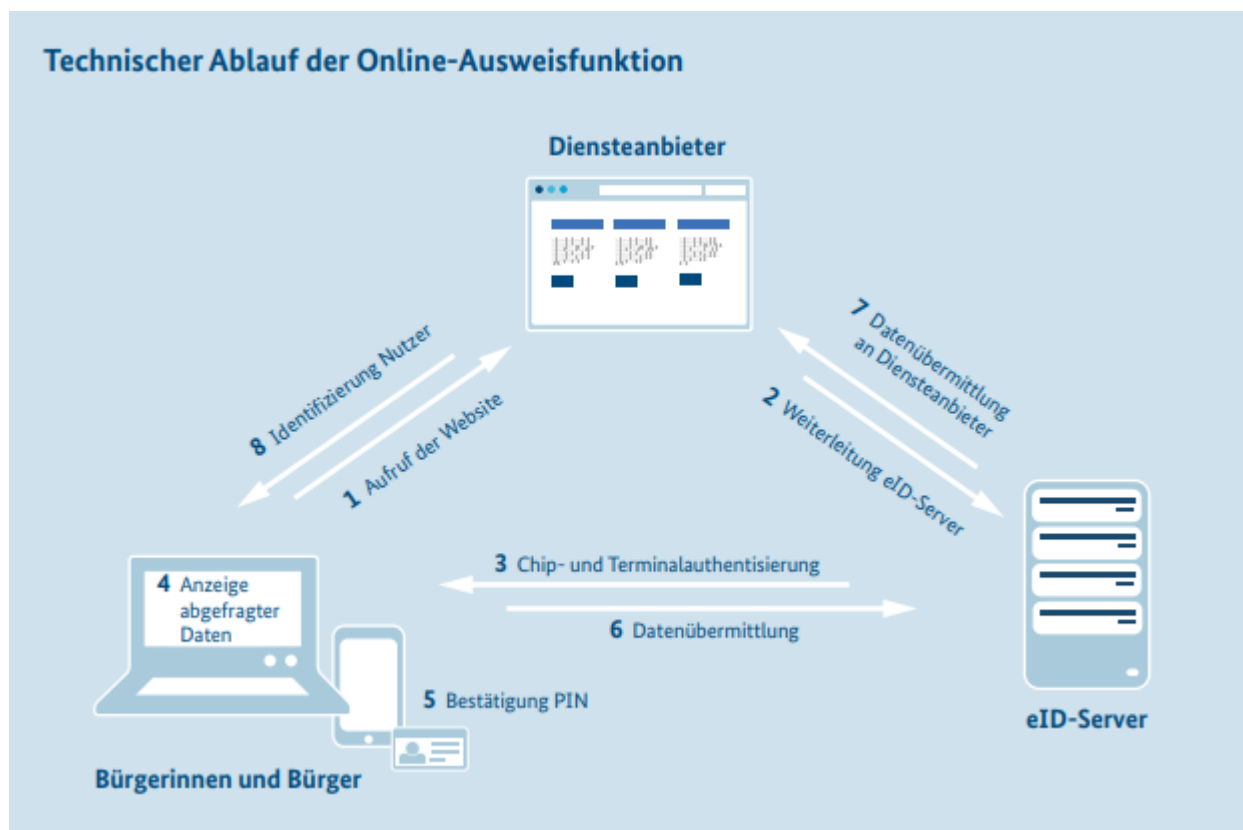 Technischer Ablauf der Online-Ausweisfunktion
Diensteanbieter
8 Identifizierung Nutzer
1 Aufruf der Website
7 Datenübermittlung
an Diensteanbieter
2 Weiterleitung eID-Server
3 Chip- und Terminalauthentisierung
6 Datenübermittlung
4 Anzeige
abgefragter
Daten
5 Bestätigung PIN
eID-Server
Bürgerinnen und Bürger